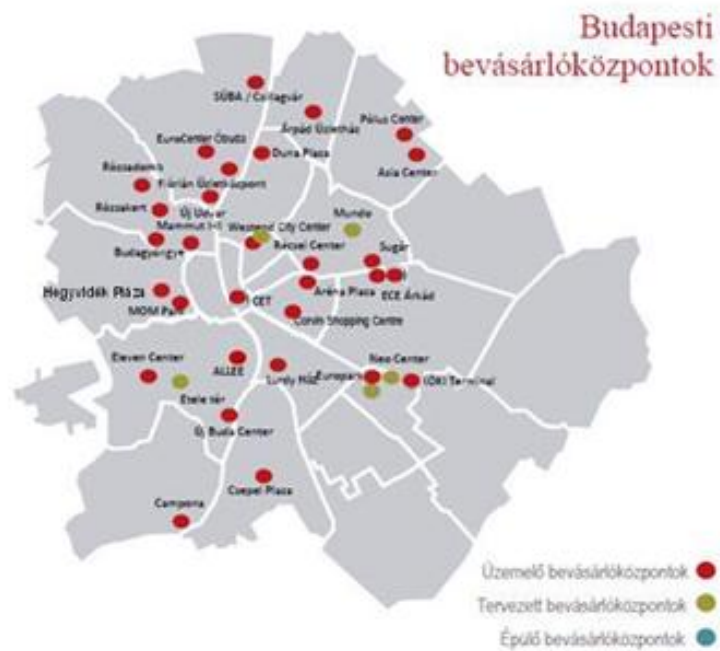 Budapesti
bevásárlóközpontok
SÜBA / Csillagvár
Árpád Üzletház
Pólus Center
EuroCenter Óbuda
Duna Plaza
Asia Center
Rózsadomb
Flórián Üzletközpont
Rózsakert
Új Udvar
Mammut I-II
Westend City Center
Mundo
Budagyöngye
Récsei Center
Sugár
Hegyvidék Pláza
Aréna Plaza
ECE Árkád
MOM Park
CET
Corvin Shopping Centre
Eleven Center
ALLEE
Lurdy Ház
Europark
Neo Center
(ÖK) Terminal
Etele tér
Új Buda Center
Csepel Plaza
Campona
Üzemelő bevásárlóközpontok
Tervezett bevásárlóközpontok
Épülő bevásárlóközpontok